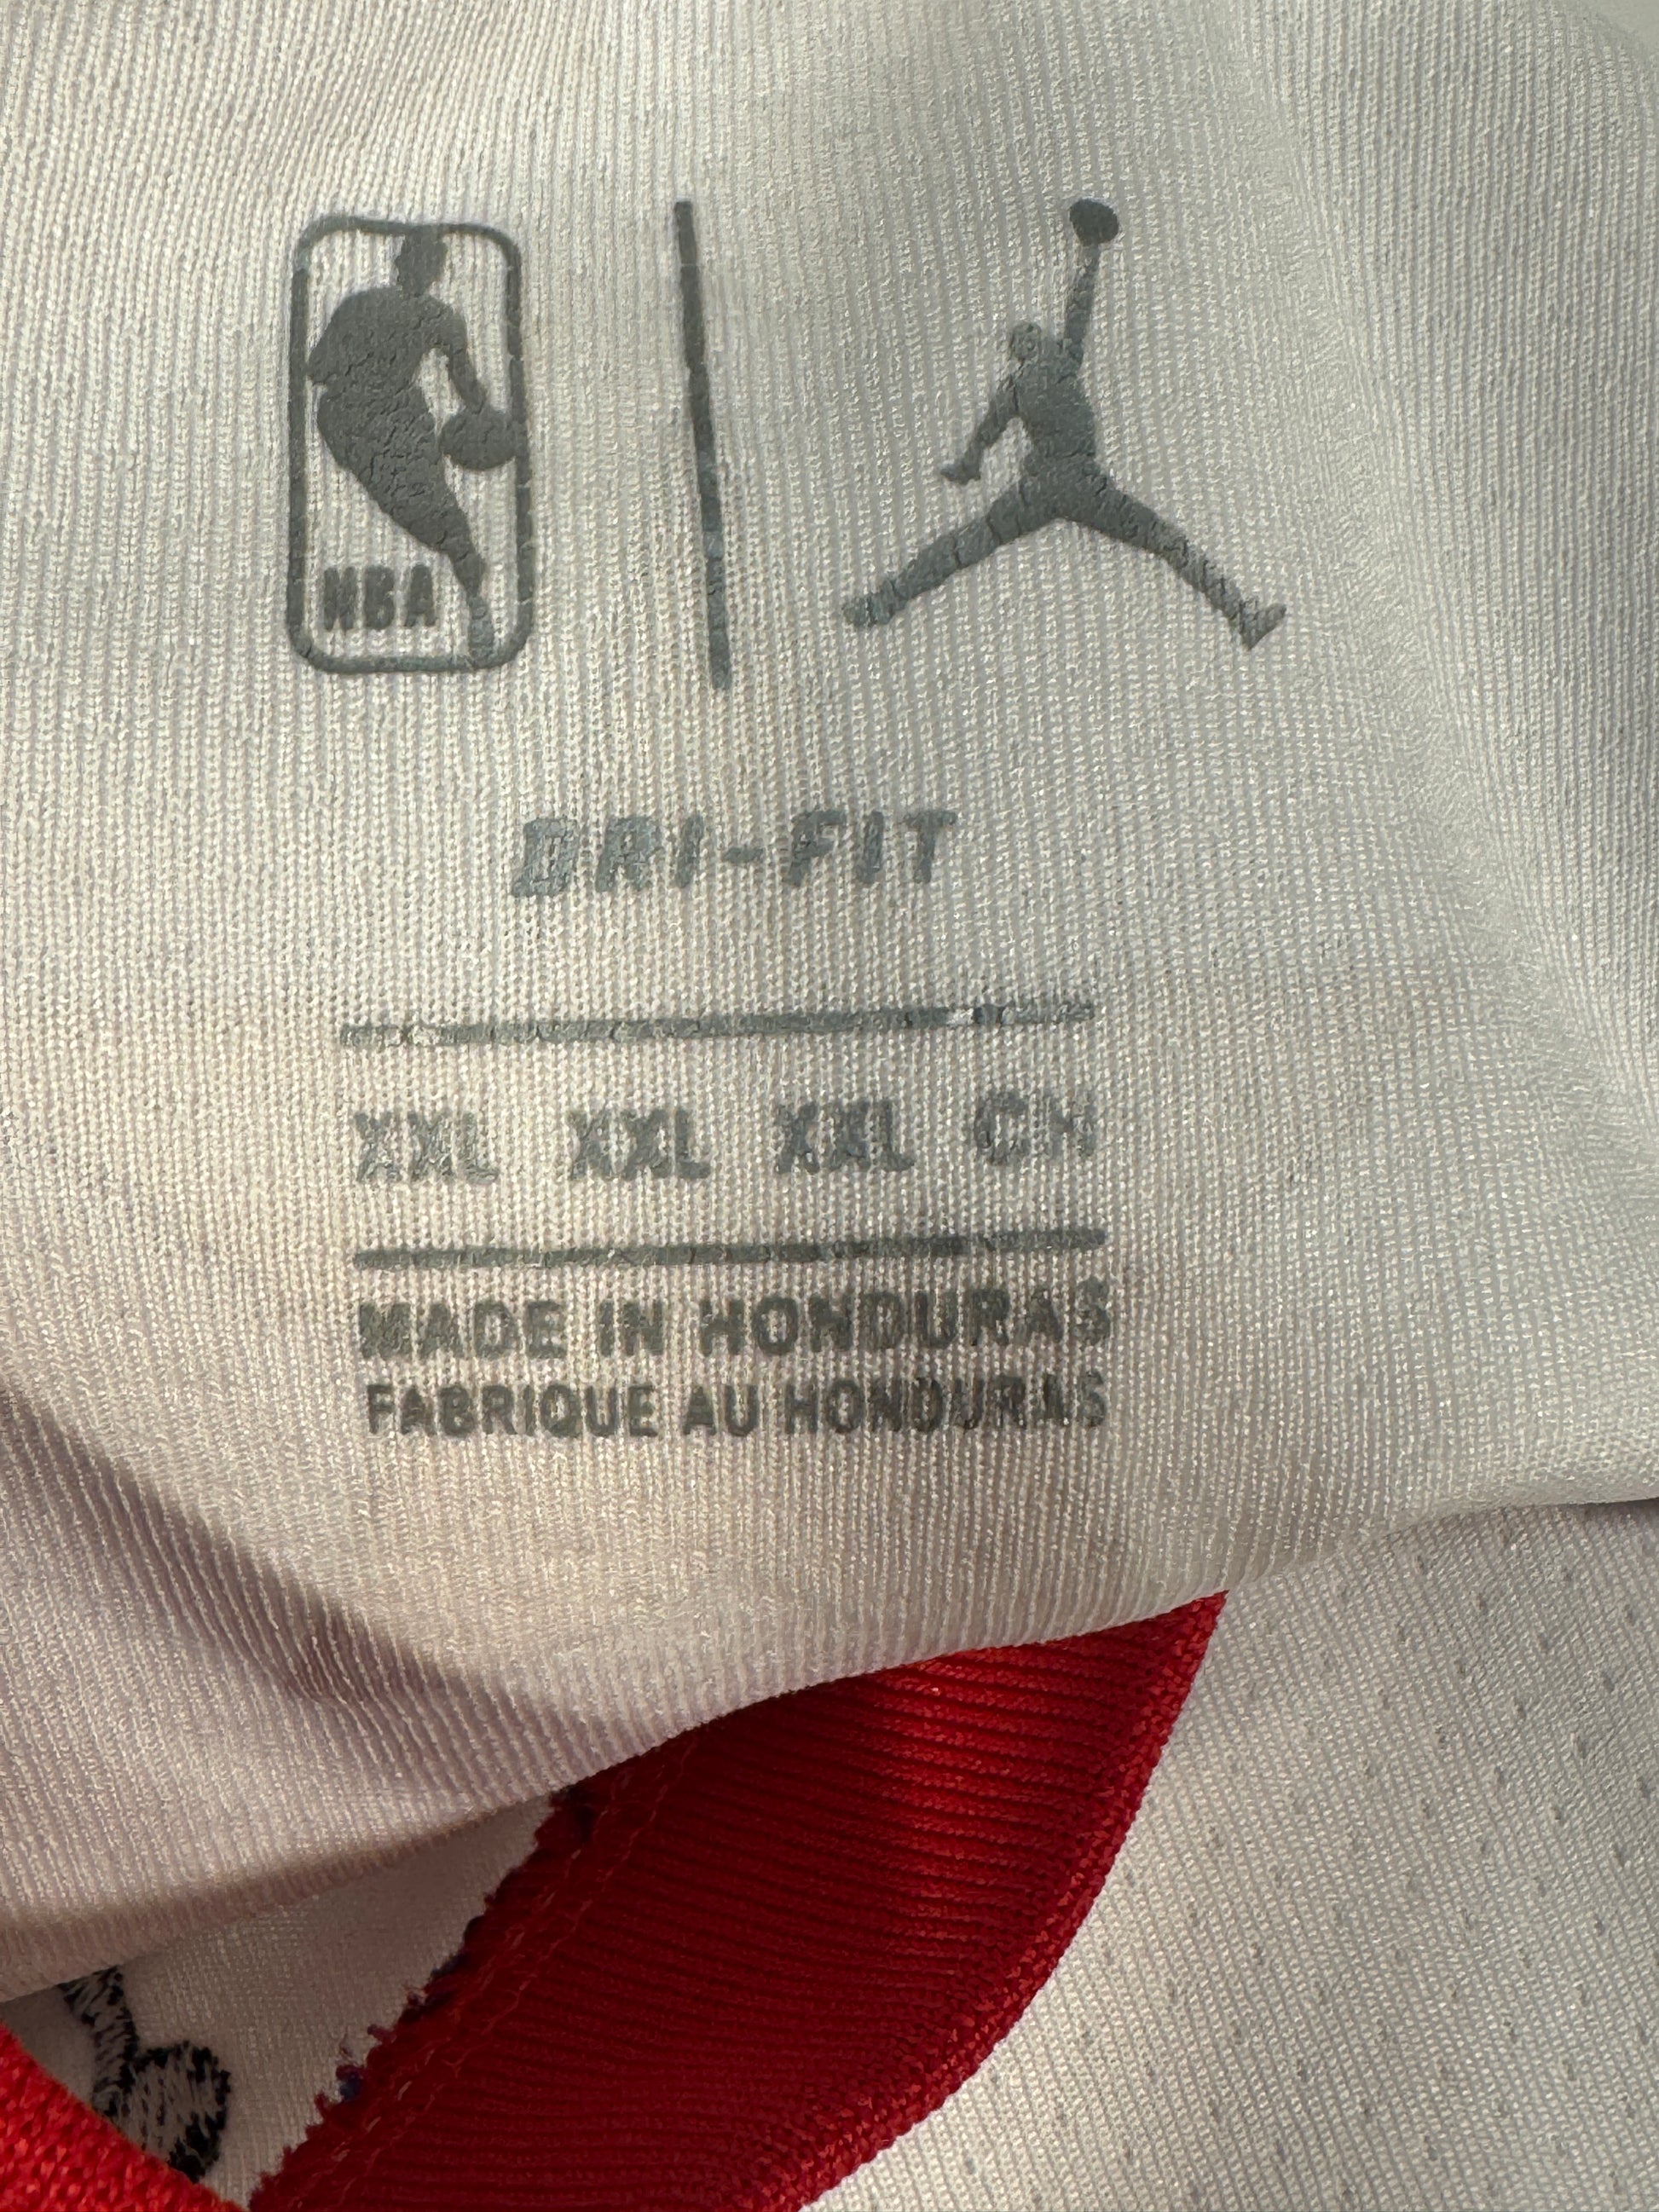 NBA
DRI-FIT
XXL XXL XXL CH
MADE IN HONDURAS
FABRIQUE AU HONDURAS